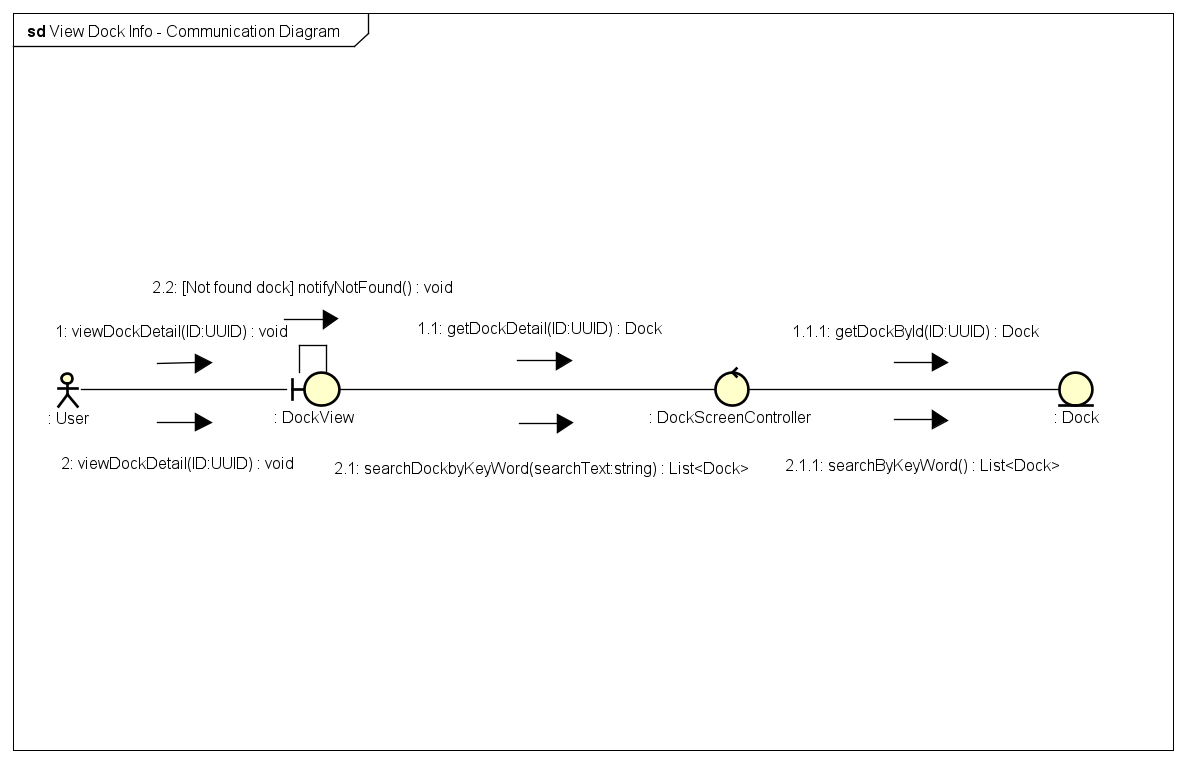 sd View Dock Info - Communication Diagram
2.2: [Not found dock] notifyNotFound() : void
1: viewDockDetail(ID:UUID) : void
1.1: getDockDetail(ID:UUID) : Dock
1.1.1: getDockById(ID:UUID) : Dock
: User
: DockView
: DockScreenController
: Dock
2: viewDockDetail(ID:UUID) : void
2.1: searchDockbyKeyWord(searchText:string) : List<Dock>
2.1.1: searchByKeyWord() : List<Dock>